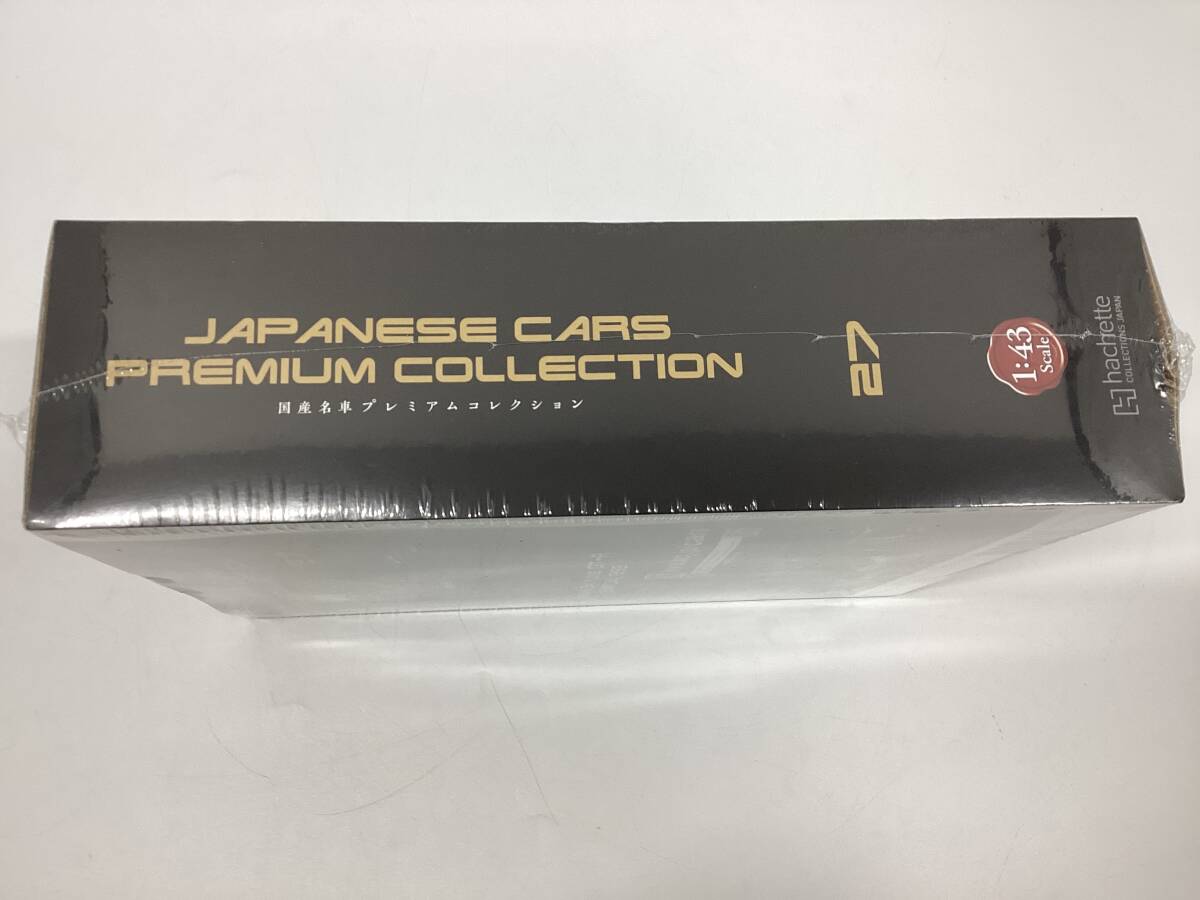 JAPANESE CARS
PREMIUM COLLECTION
国産名車プレミアムコレクション
27
1:43
Scale
hachette
COLLECTIONS JAPAN